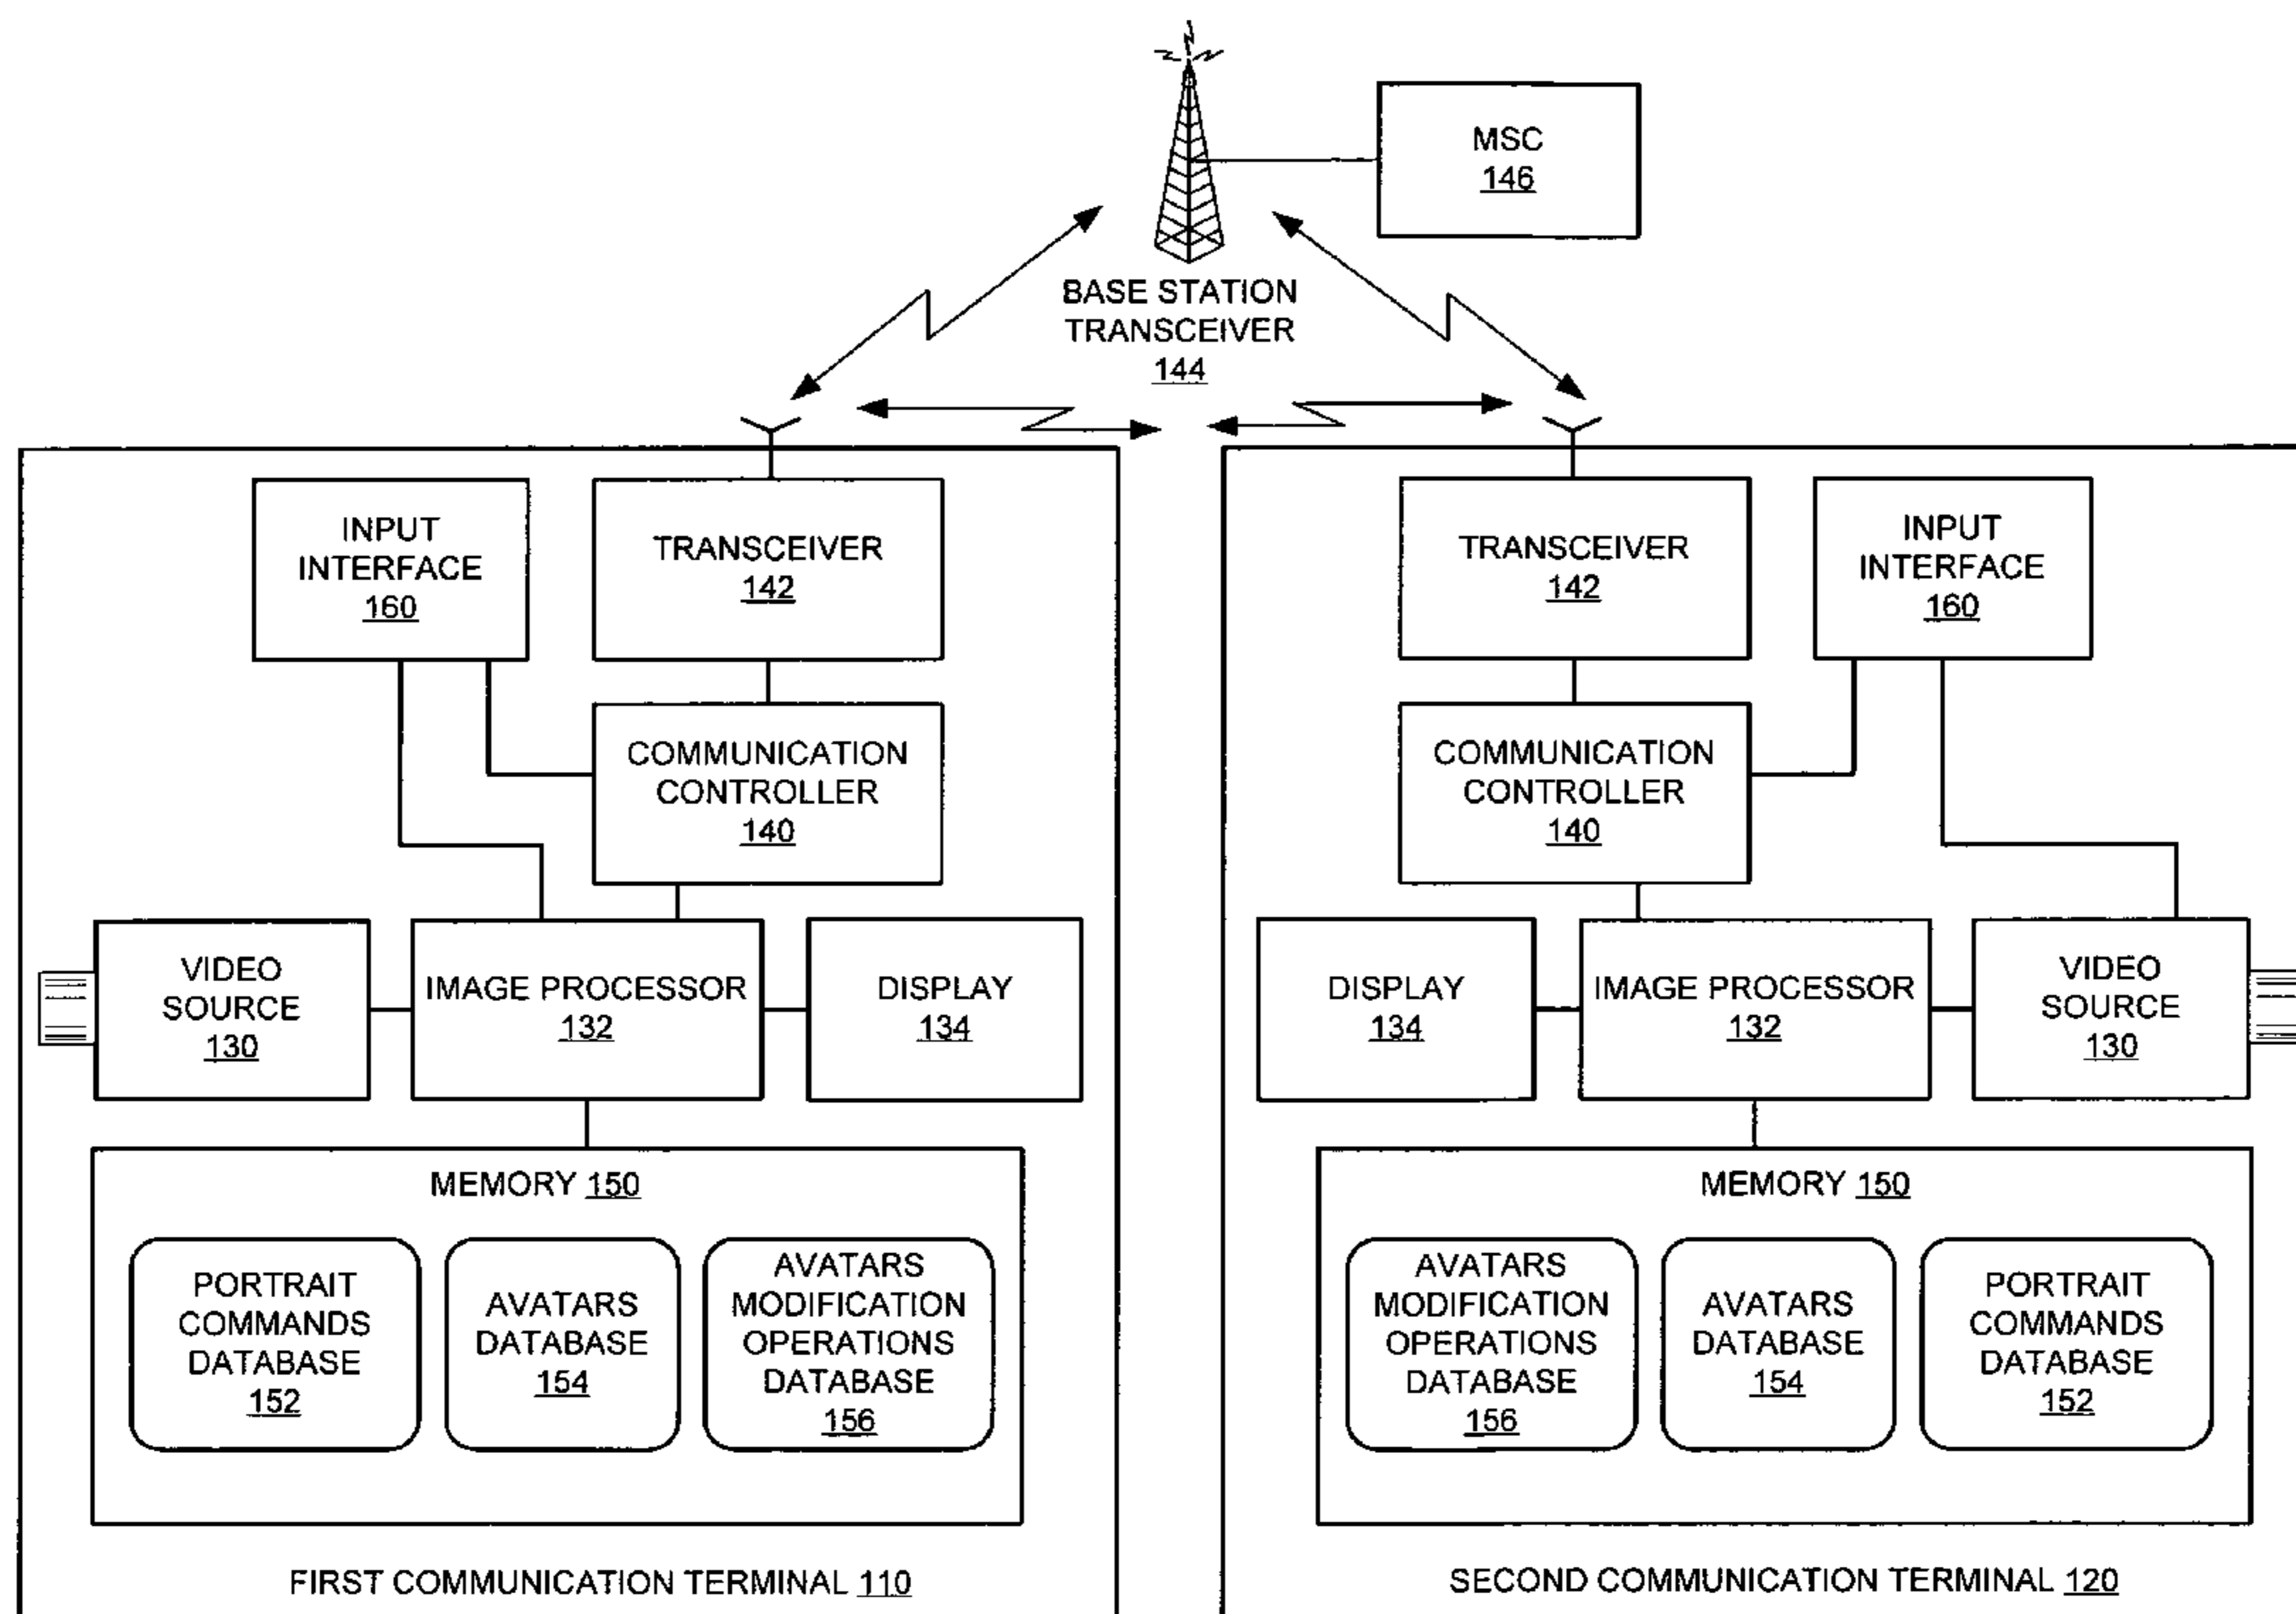 MSC
146
BASE STATION
TRANSCEIVER
144
INPUT
INTERFACE
160
TRANSCEIVER
142
COMMUNICATION
CONTROLLER
140
VIDEO
SOURCE
130
IMAGE PROCESSOR
132
DISPLAY
134
MEMORY 150
PORTRAIT
COMMANDS
DATABASE
152
AVATARS
DATABASE
154
AVATARS
MODIFICATION
OPERATIONS
DATABASE
156
FIRST COMMUNICATION TERMINAL 110
TRANSCEIVER
142
INPUT
INTERFACE
160
COMMUNICATION
CONTROLLER
140
DISPLAY
134
IMAGE PROCESSOR
132
VIDEO
SOURCE
130
MEMORY 150
AVATARS
MODIFICATION
OPERATIONS
DATABASE
156
AVATARS
DATABASE
154
PORTRAIT
COMMANDS
DATABASE
152
SECOND COMMUNICATION TERMINAL 120